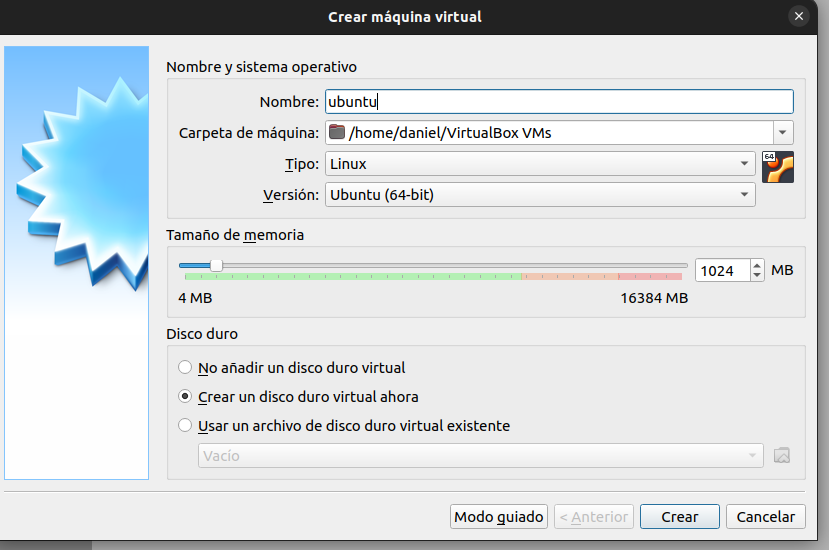 Crear máquina virtual
Nombre y sistema operativo
Nombre: ubuntu
Carpeta de máquina: /home/daniel/VirtualBox VMs
Tipo: Linux
64
Versión: Ubuntu (64-bit)
Tamaño de memoria
1024 MB
4 MB 16384 MB
Disco duro
No añadir un disco duro virtual
Crear un disco duro virtual ahora
Usar un archivo de disco duro virtual existente
Vacío
Modo guiado < Anterior Crear Cancelar